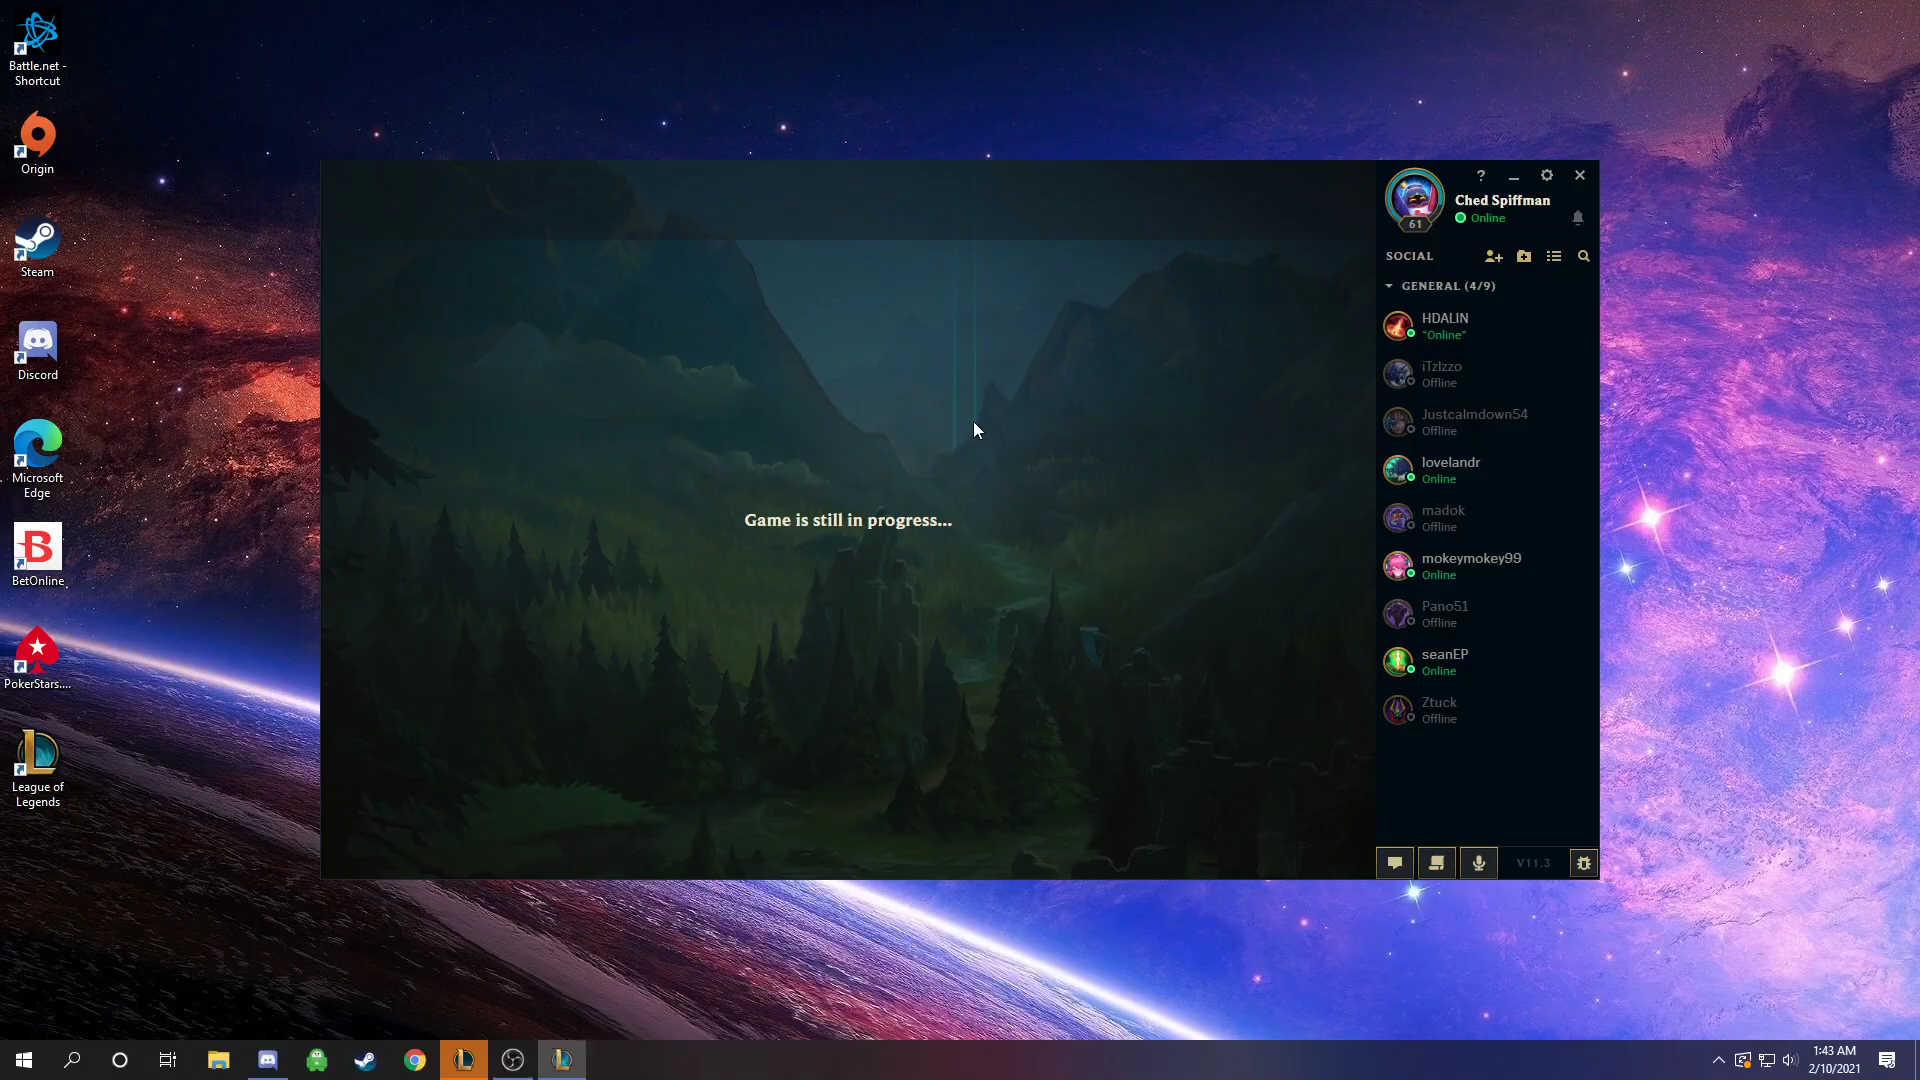 Battle.net -
Shortcut
Origin
Steam
Discord
Microsoft
Edge
BetOnline
PokerStars....
League of
Legends
Game is still in progress...
?
Ched Spiffman
Online
61
SOCIAL
GENERAL (4/9)
HDALIN
"Online"
iTzIzzo
Offline
Justcalmdown54
Offline
lovelandr
Online
madok
Offline
mokeymokey99
Online
Pano51
Offline
seanEP
Online
Ztuck
Offline
V11.3
1:43 AM
2/10/2021